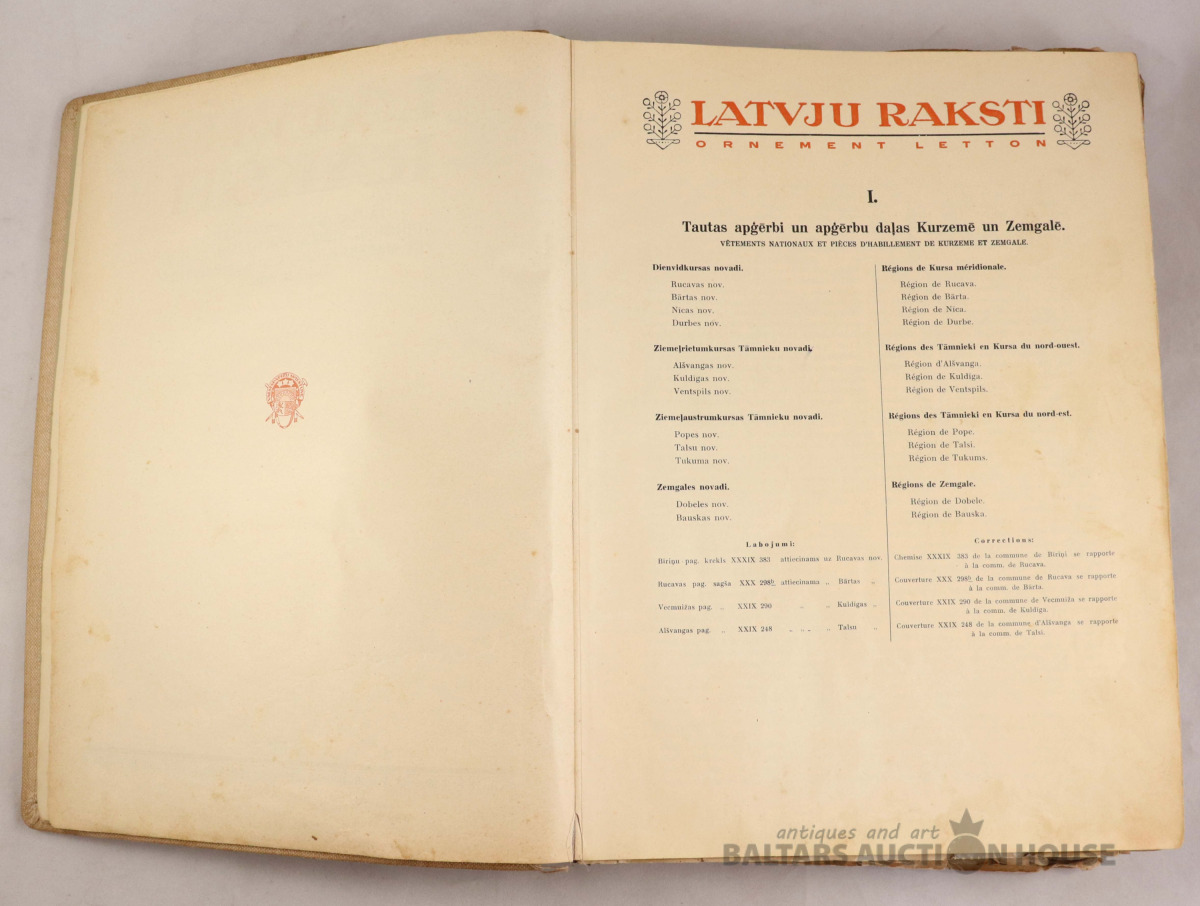 LATVJU RAKSTI
ORNEMENT LETTON
I.
Tautas apģērbi un apģērbu daļas Kurzemē un Zemgalē.
VÊTEMENTS NATIONAUX ET PIÈCES D'HABILLEMENT DE KURZEME ET ZEMGALE.
Dienvidkursas novadi.
Rucavas nov.
Bārtas nov.
Nīcas nov.
Durbes nov.
Ziemeļrietumkursas Tāmnieku novadi.
Alšvangas nov.
Kuldīgas nov.
Ventspils nov.
Ziemeļaustrumkursas Tāmnieku novadi.
Popes nov.
Talsu nov.
Tukuma nov.
Zemgales novadi.
Dobeles nov.
Bauskas nov.
Labojumi:
Biriņu pag. krekls XXXIX 383 attiecinams uz Rucavas nov.
Rucavas pag. sagša XXX 298b attiecinama „ Bārtas „
Vecmuižas pag. „ XXIX 290 „ „ Kuldīgas „
Alšvangas pag. „ XXIX 248 „ „ „ „ Talsu „
Régions de Kursa méridionale.
Région de Rucava.
Région de Bārta.
Région de Nīca.
Région de Durbe.
Régions des Tāmnieki en Kursa du nord-ouest.
Région d'Alšvanga.
Région de Kuldīga.
Région de Ventspils.
Régions des Tāmnieki en Kursa du nord-est.
Région de Pope.
Région de Talsi.
Région de Tukums.
Régions de Zemgale.
Région de Dobele.
Région de Bauska.
Corrections:
Chemise XXXIX 383 de la commune de Biriņi se rapporte
à la comm. de Rucava.
Couverture XXX 298b de la commune de Rucava se rapporte
à la comm. de Bārta.
Couverture XXIX 290 de la commune de Vecmuiža se rapporte
à la comm. de Kuldīga.
Couverture XXIX 248 de la commune d'Alšvanga se rapporte
à la comm. de Talsi.
antiques and art
BALTARS AUCTION HOUSE